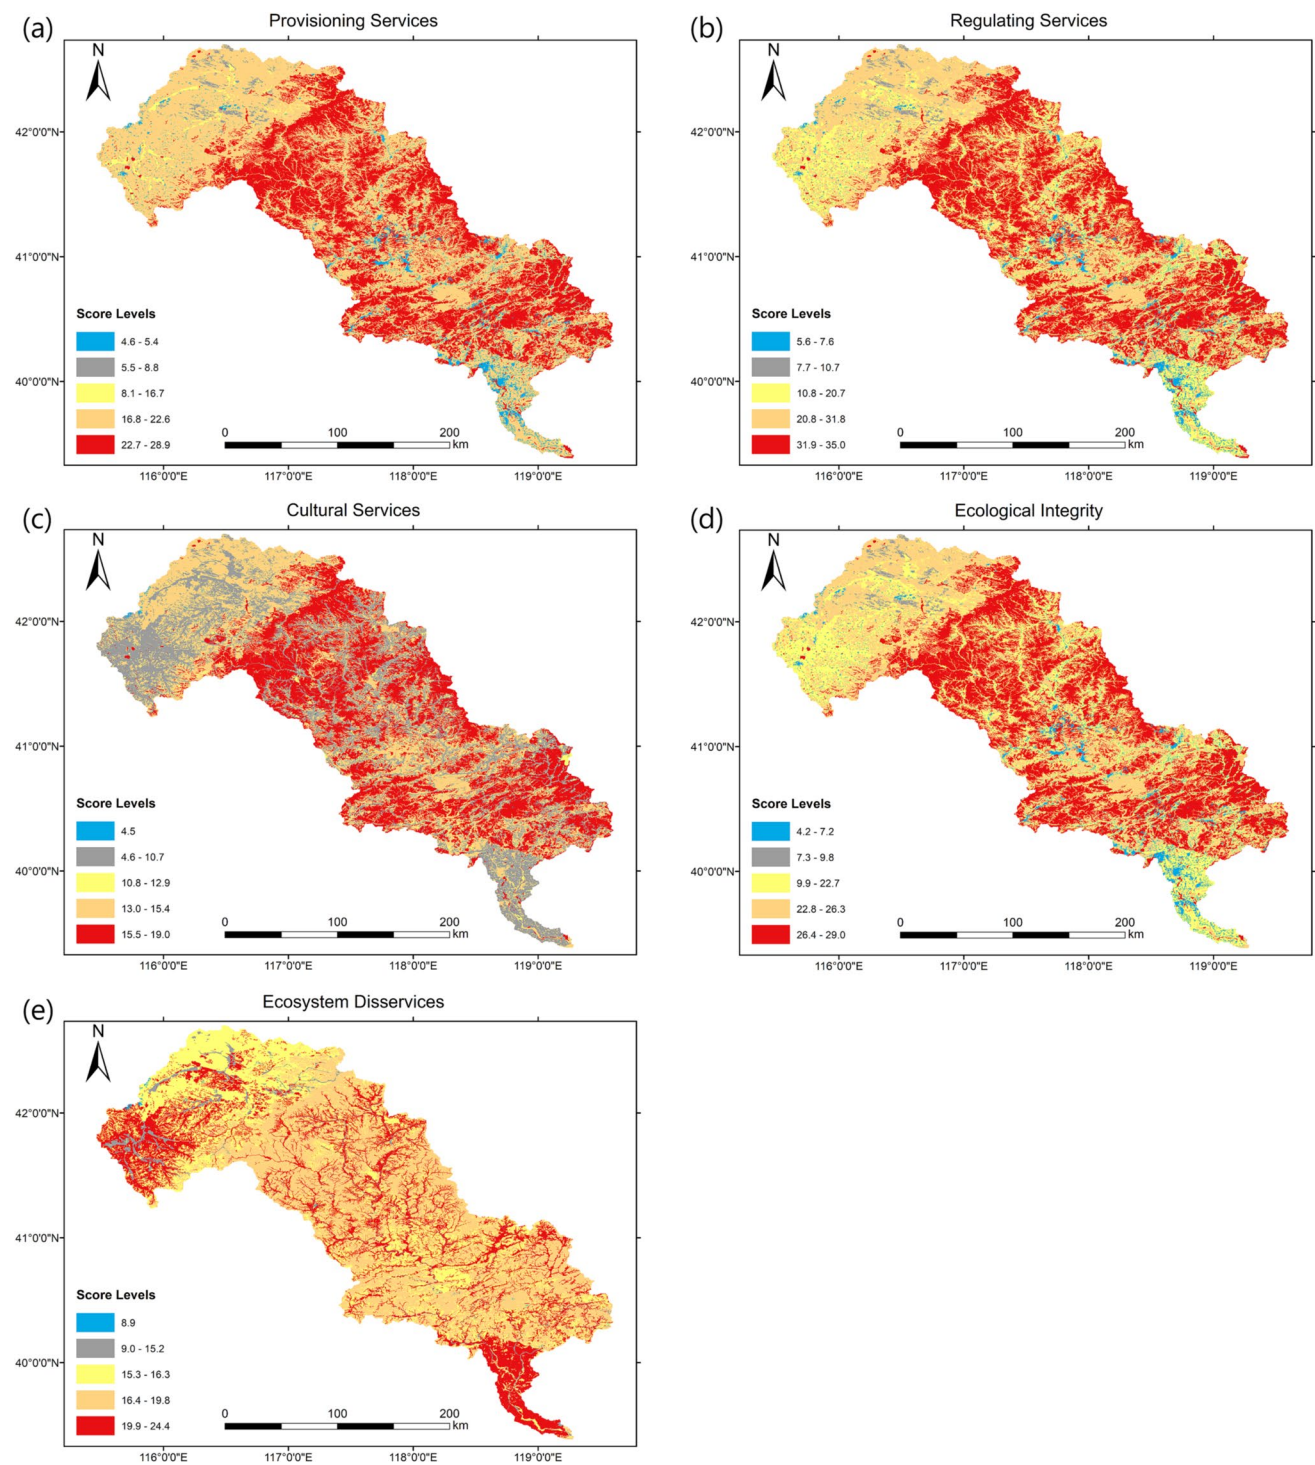 (a)
Provisioning Services
N
42°0'0"N
41°0'0"N
40°0'0"N
Score Levels
4.6 - 5.4
5.5 - 8.8
8.1 - 16.7
16.8 - 22.6
22.7 - 28.9
0 100 200
km
116°0'0"E 117°0'0"E 118°0'0"E 119°0'0"E
(b)
Regulating Services
N
42°0'0"N
41°0'0"N
40°0'0"N
Score Levels
5.6 - 7.6
7.7 - 10.7
10.8 - 20.7
20.8 - 31.8
31.9 - 35.0
0 100 200
km
116°0'0"E 117°0'0"E 118°0'0"E 119°0'0"E
(c)
Cultural Services
N
42°0'0"N
41°0'0"N
40°0'0"N
Score Levels
4.5
4.6 - 10.7
10.8 - 12.9
13.0 - 15.4
15.5 - 19.0
0 100 200
km
116°0'0"E 117°0'0"E 118°0'0"E 119°0'0"E
(d)
Ecological Integrity
N
42°0'0"N
41°0'0"N
40°0'0"N
Score Levels
4.2 - 7.2
7.3 - 9.8
9.9 - 22.7
22.8 - 26.3
26.4 - 29.0
0 100 200
km
116°0'0"E 117°0'0"E 118°0'0"E 119°0'0"E
(e)
Ecosystem Disservices
N
42°0'0"N
41°0'0"N
40°0'0"N
Score Levels
8.9
9.0 - 15.2
15.3 - 16.3
16.4 - 19.8
19.9 - 24.4
0 100 200
km
116°0'0"E 117°0'0"E 118°0'0"E 119°0'0"E